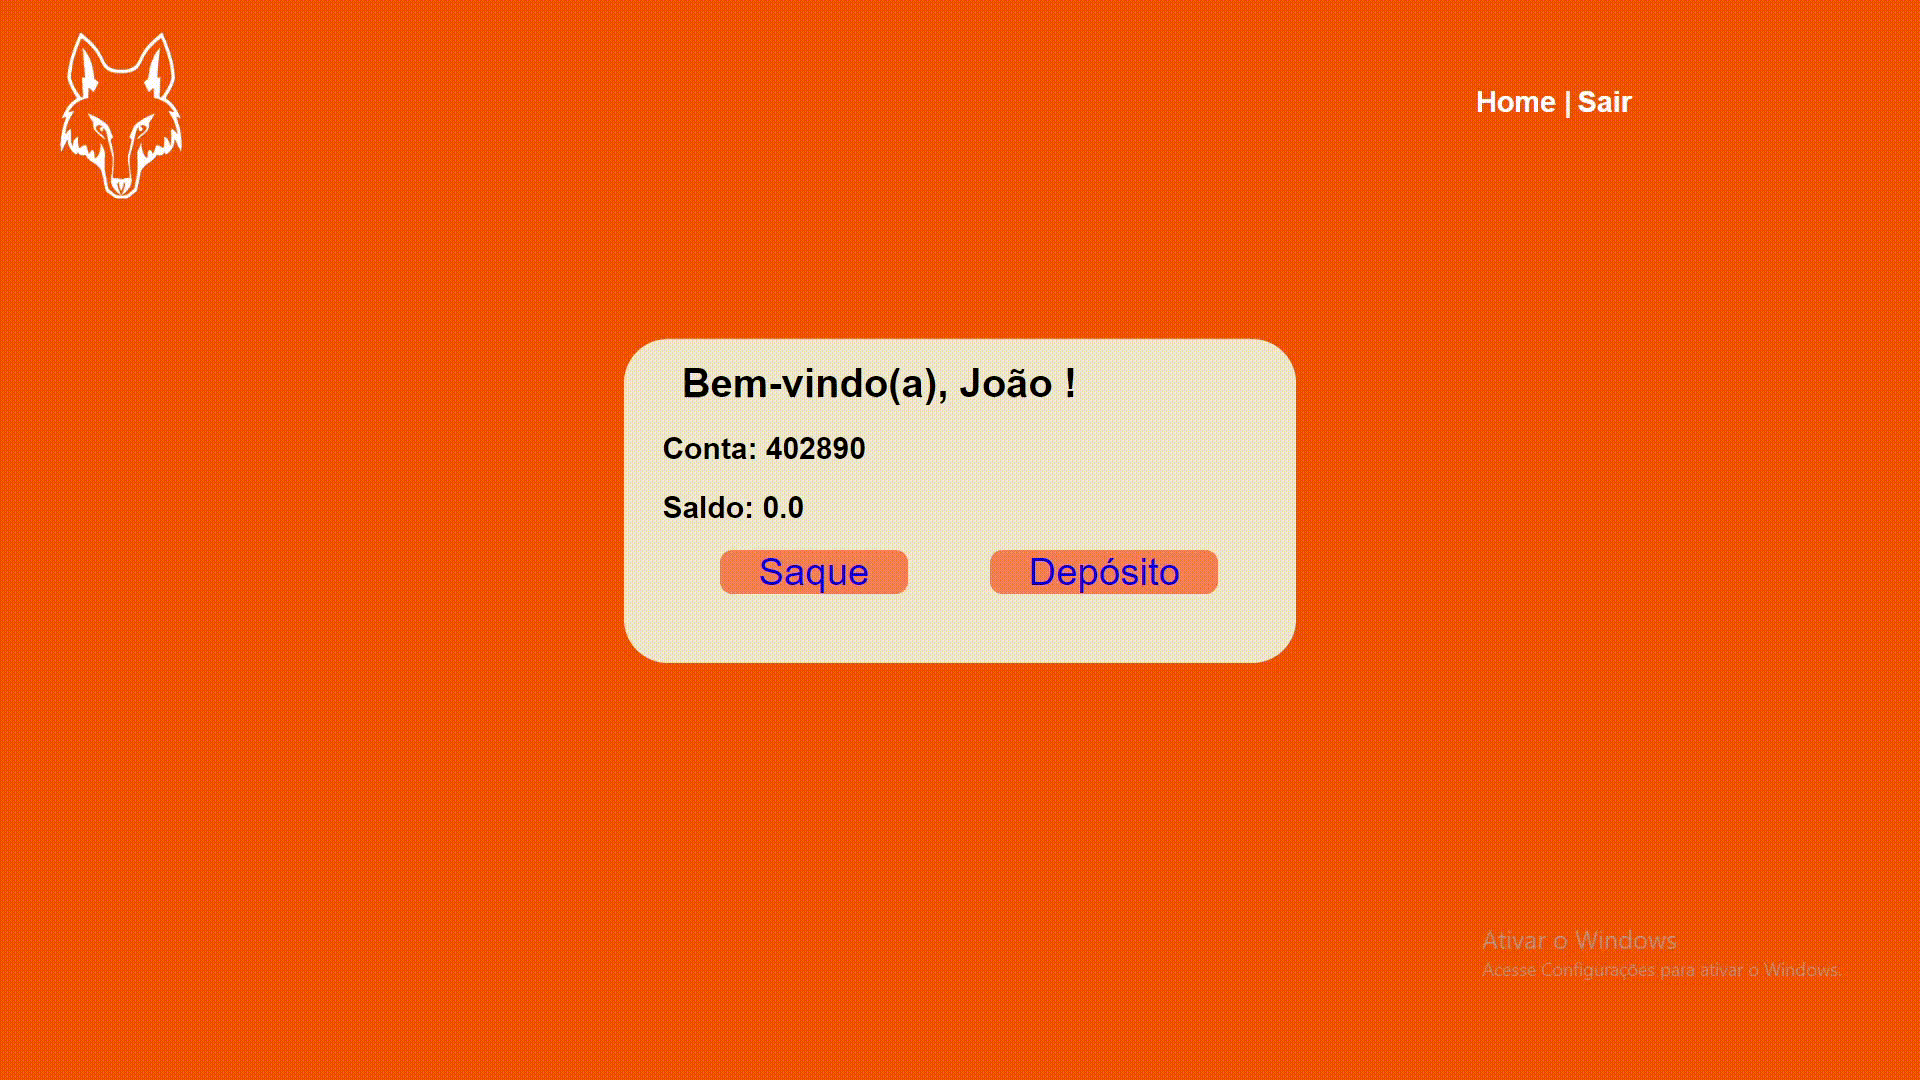 Home | Sair
Bem-vindo(a), João !
Conta: 402890
Saldo: 0.0
Saque Depósito
Ativar o Windows
Acesse Configurações para ativar o Windows.